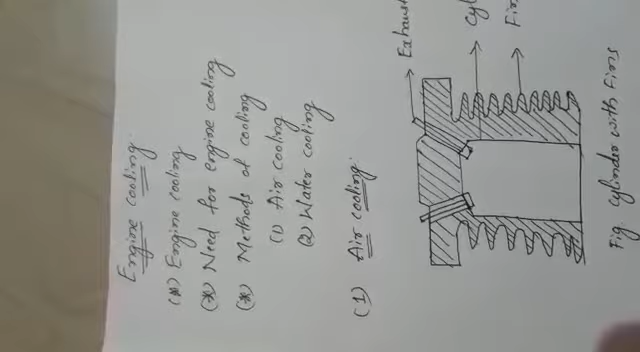 Engine cooling:
(*) Engine cooling
(*) Need for engine cooling
(*) Methods of cooling
(1) Air cooling
(2) Water cooling
(1) Air cooling:
Exhaust
Cyl
Fins
Fig. Cylinder with Fins